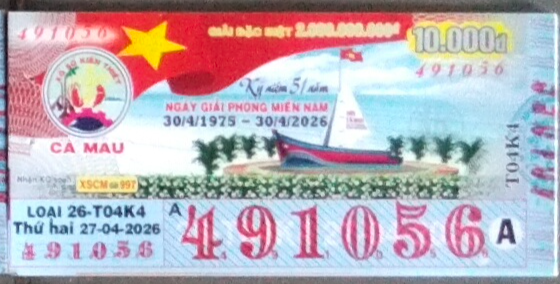 491056
GIẢI ĐẶC BIỆT 2.000.000.000đ
10.000đ
491056
XỔ SỐ KIẾN THIẾT
CÀ MAU
Kỷ niệm 51 năm
NGÀY GIẢI PHÓNG MIỀN NAM
30/4/1975 – 30/4/2026
T04K4
XSCM 997
LOẠI 26-T04K4
Thứ hai 27-04-2026
491056
A
491056
A